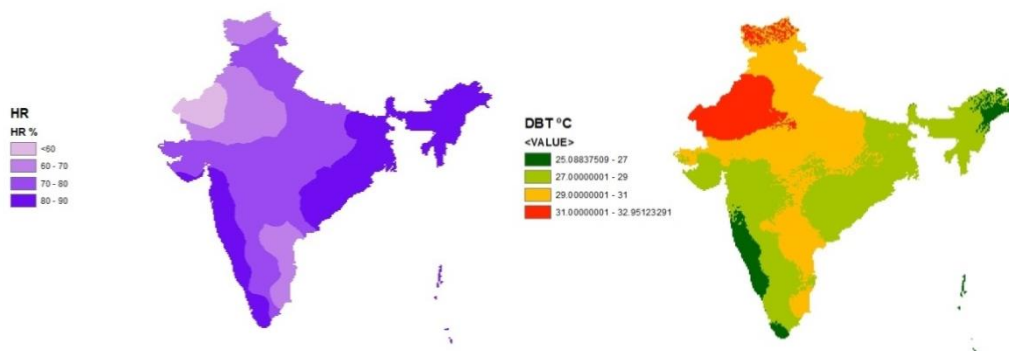 HR
HR %
<60
60 - 70
70 - 80
80 - 90
DBT ºC
<VALUE>
25.08837509 - 27
27.00000001 - 29
29.00000001 - 31
31.00000001 - 32.95123291